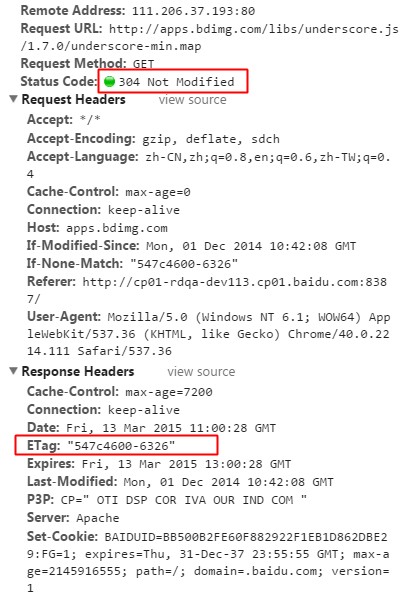 Remote Address: 111.206.37.193:80
Request URL: http://apps.bdimg.com/libs/underscore.js
/1.7.0/underscore-min.map
Request Method: GET
Status Code: 304 Not Modified
▼ Request Headers view source
Accept: */*
Accept-Encoding: gzip, deflate, sdch
Accept-Language: zh-CN,zh;q=0.8,en;q=0.6,zh-TW;q=0.
4
Cache-Control: max-age=0
Connection: keep-alive
Host: apps.bdimg.com
If-Modified-Since: Mon, 01 Dec 2014 10:42:08 GMT
If-None-Match: "547c4600-6326"
Referer: http://cp01-rdqa-dev113.cp01.baidu.com:838
7/
User-Agent: Mozilla/5.0 (Windows NT 6.1; WOW64) App
leWebKit/537.36 (KHTML, like Gecko) Chrome/40.0.22
14.111 Safari/537.36
▼ Response Headers view source
Cache-Control: max-age=7200
Connection: keep-alive
Date: Fri, 13 Mar 2015 11:00:28 GMT
ETag: "547c4600-6326"
Expires: Fri, 13 Mar 2015 13:00:28 GMT
Last-Modified: Mon, 01 Dec 2014 10:42:08 GMT
P3P: CP=" OTI DSP COR IVA OUR IND COM "
Server: Apache
Set-Cookie: BAIDUID=BB500B2FE60F882922F1EB1D862DBE2
9:FG=1; expires=Thu, 31-Dec-37 23:55:55 GMT; max-a
ge=2145916555; path=/; domain=.baidu.com; version=
1